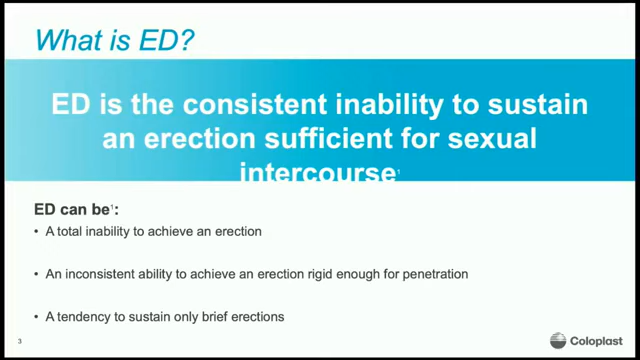 What is ED?
ED is the consistent inability to sustain
an erection sufficient for sexual
intercourse¹
ED can be¹:
• A total inability to achieve an erection
• An inconsistent ability to achieve an erection rigid enough for penetration
• A tendency to sustain only brief erections
3
Coloplast